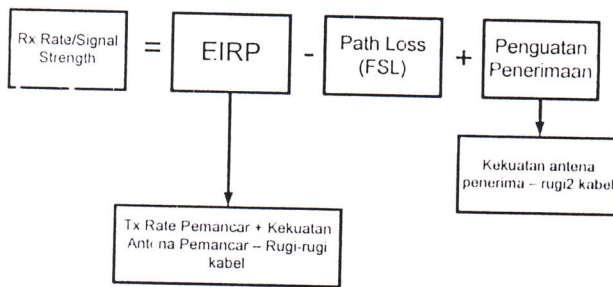 Rx Rate/Signal
Strength
=
EIRP
-
Path Loss
(FSL)
+
Penguatan
Penerimaan
Kekuatan antena
penerima – rugi2 kabel
Tx Rate Pemancar + Kekuatan
Antena Pemancar – Rugi-rugi
kabel